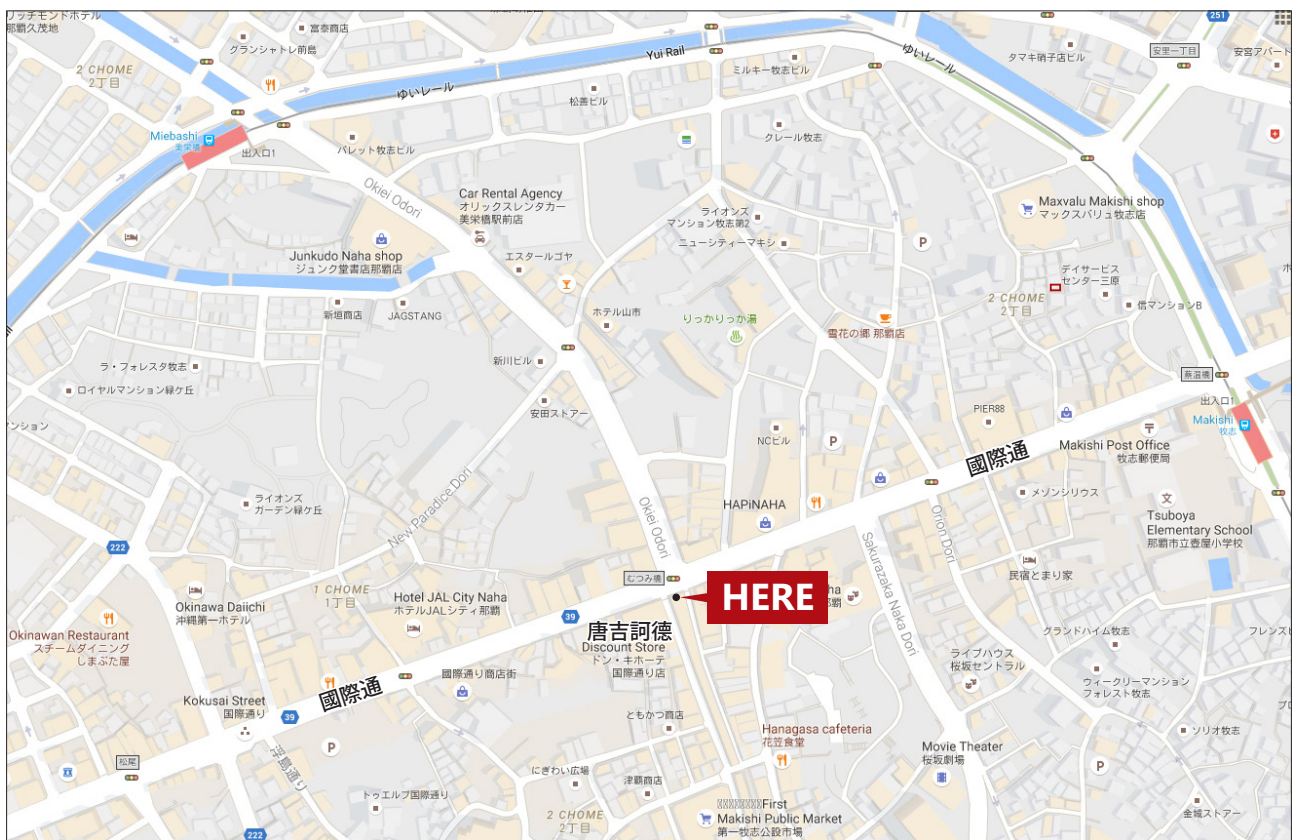 リッチモンドホテル
那覇久茂地
富泰商店
グランシャトレ前島
2 CHOME
2丁目
ゆいレール
Yui Rail
ミルキー牧志ビル
ゆいレール
タマキ硝子店ビル
安里一丁目
251
安宮アパート
松善ビル
クレール牧志
Miebashi
美栄橋
出入口1
パレット牧志ビル
Okiei Odori
Car Rental Agency
オリックスレンタカー
美栄橋駅前店
ライオンズ
マンション牧志第2
ニューシティーマキシ
P
Maxvalu Makishi shop
マックスバリュ牧志店
Junkudo Naha shop
ジュンク堂書店那覇店
エスタールゴヤ
新垣商店
JAGSTANG
ホテル山市
りっかりっか湯
雪花の郷 那覇店
2 CHOME
2丁目
デイサービス
センター三原
信マンションB
ラ・フォレスタ牧志
ロイヤルマンション緑ケ丘
新川ビル
安田ストアー
蔡温橋
出入口1
Makishi
牧志
PIER88
Makishi Post Office
牧志郵便局
NCビル
P
國際通
メゾンシリウス
文
Tsuboya
Elementary School
那覇市立壺屋小学校
ライオンズ
ガーデン緑ケ丘
New Paradice Dori
Okiei Odori
HAPiNAHA
Sakurazaka Naka Dori
Orion Dori
民宿とまり家
222
Okinawa Daiichi
沖縄第一ホテル
1 CHOME
1丁目
Hotel JAL City Naha
ホテルJALシティ那覇
むつみ橋
HERE
39
唐吉訶德
Discount Store
ドン・キホーテ
国際通り店
Okinawan Restaurant
スチームダイニング
しまぶた屋
グランドハイム牧志
ライブハウス
桜坂セントラル
ウィークリーマンション
フォレスト牧志
Kokusai Street
国際通り
國際通
39
國際通り商店街
ともかつ商店
Hanagasa cafeteria
花笠食堂
Movie Theater
桜坂劇場
P
ソリオ牧志
松尾
P
浮島通り
トゥエルブ国際通り
にぎわい広場
津覇商店
2 CHOME
2丁目
First
Makishi Public Market
第一牧志公設市場
金城ストアー
222